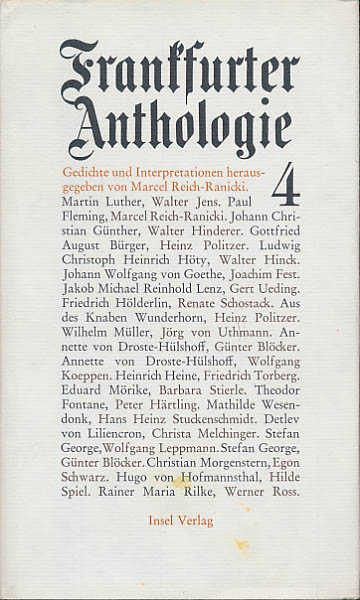 Frankfurter
Anthologie
Gedichte und Interpretationen heraus-
gegeben von Marcel Reich-Ranicki. 4
Martin Luther, Walter Jens. Paul
Fleming, Marcel Reich-Ranicki. Johann Chri-
stian Günther, Walter Hinderer. Gottfried
August Bürger, Heinz Politzer. Ludwig
Christoph Heinrich Höty, Walter Hinck.
Johann Wolfgang von Goethe, Joachim Fest.
Jakob Michael Reinhold Lenz, Gert Ueding.
Friedrich Hölderlin, Renate Schostack. Aus
des Knaben Wunderhorn, Heinz Politzer.
Wilhelm Müller, Jörg von Uthmann. An-
nette von Droste-Hülshoff, Günter Blöcker.
Annette von Droste-Hülshoff, Wolfgang
Koeppen. Heinrich Heine, Friedrich Torberg.
Eduard Mörike, Barbara Stierle. Theodor
Fontane, Peter Härtling. Mathilde Wesen-
donk, Hans Heinz Stuckenschmidt. Detlev
von Liliencron, Christa Melchinger. Stefan
George, Wolfgang Leppmann. Stefan George,
Günter Blöcker. Christian Morgenstern, Egon
Schwarz. Hugo von Hofmannsthal, Hilde
Spiel. Rainer Maria Rilke, Werner Ross.
Insel Verlag